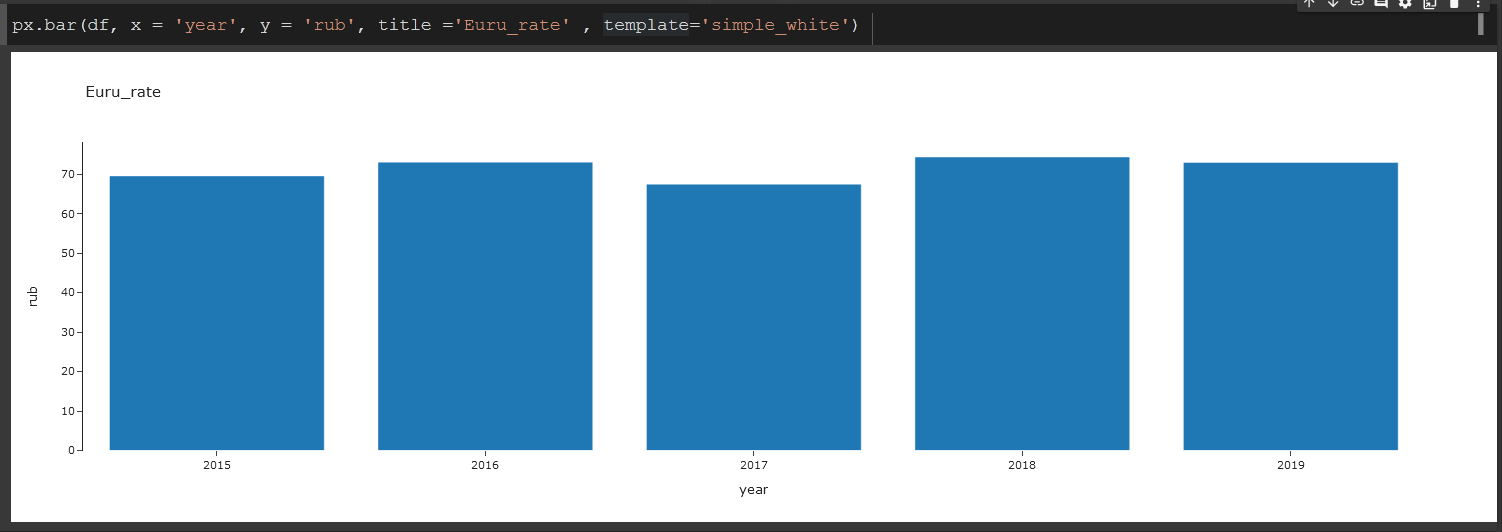 px.bar(df, x = 'year', y = 'rub', title ='Euru_rate' , template='simple_white')
Euru_rate
70
60
50
40
30
20
10
0
rub
2015 2016 2017 2018 2019
year